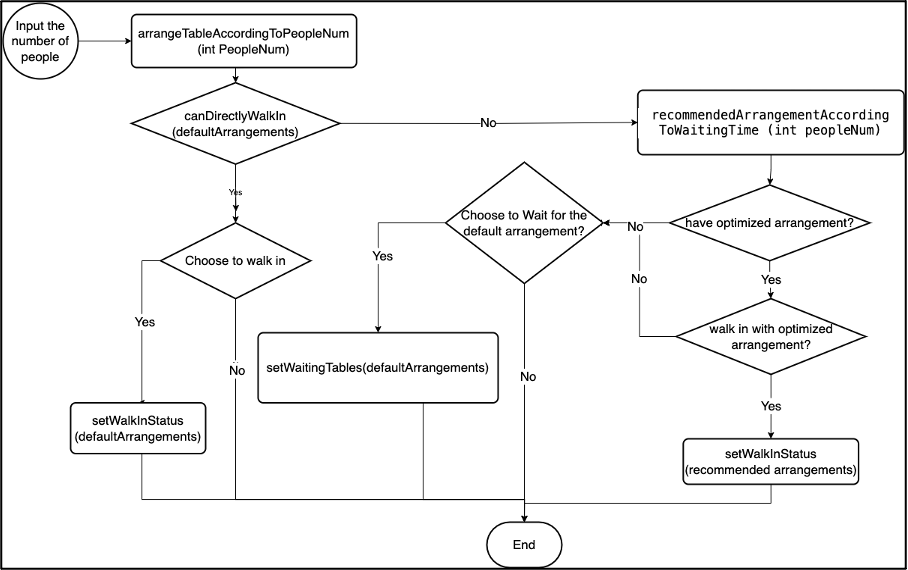 Input the
number of
people
arrangeTableAccordingToPeopleNum
(int PeopleNum)
canDirectlyWalkIn
(defaultArrangements)
No
recommendedArrangementAccording
ToWaitingTime (int peopleNum)
Yes
Choose to Wait for the
default arrangement?
No
have optimized arrangement?
Yes
Choose to walk in
Yes
No
walk in with optimized
arrangement?
Yes
No
setWaitingTables(defaultArrangements)
No
Yes
setWalkInStatus
(defaultArrangements)
setWalkInStatus
(recommended arrangements)
End